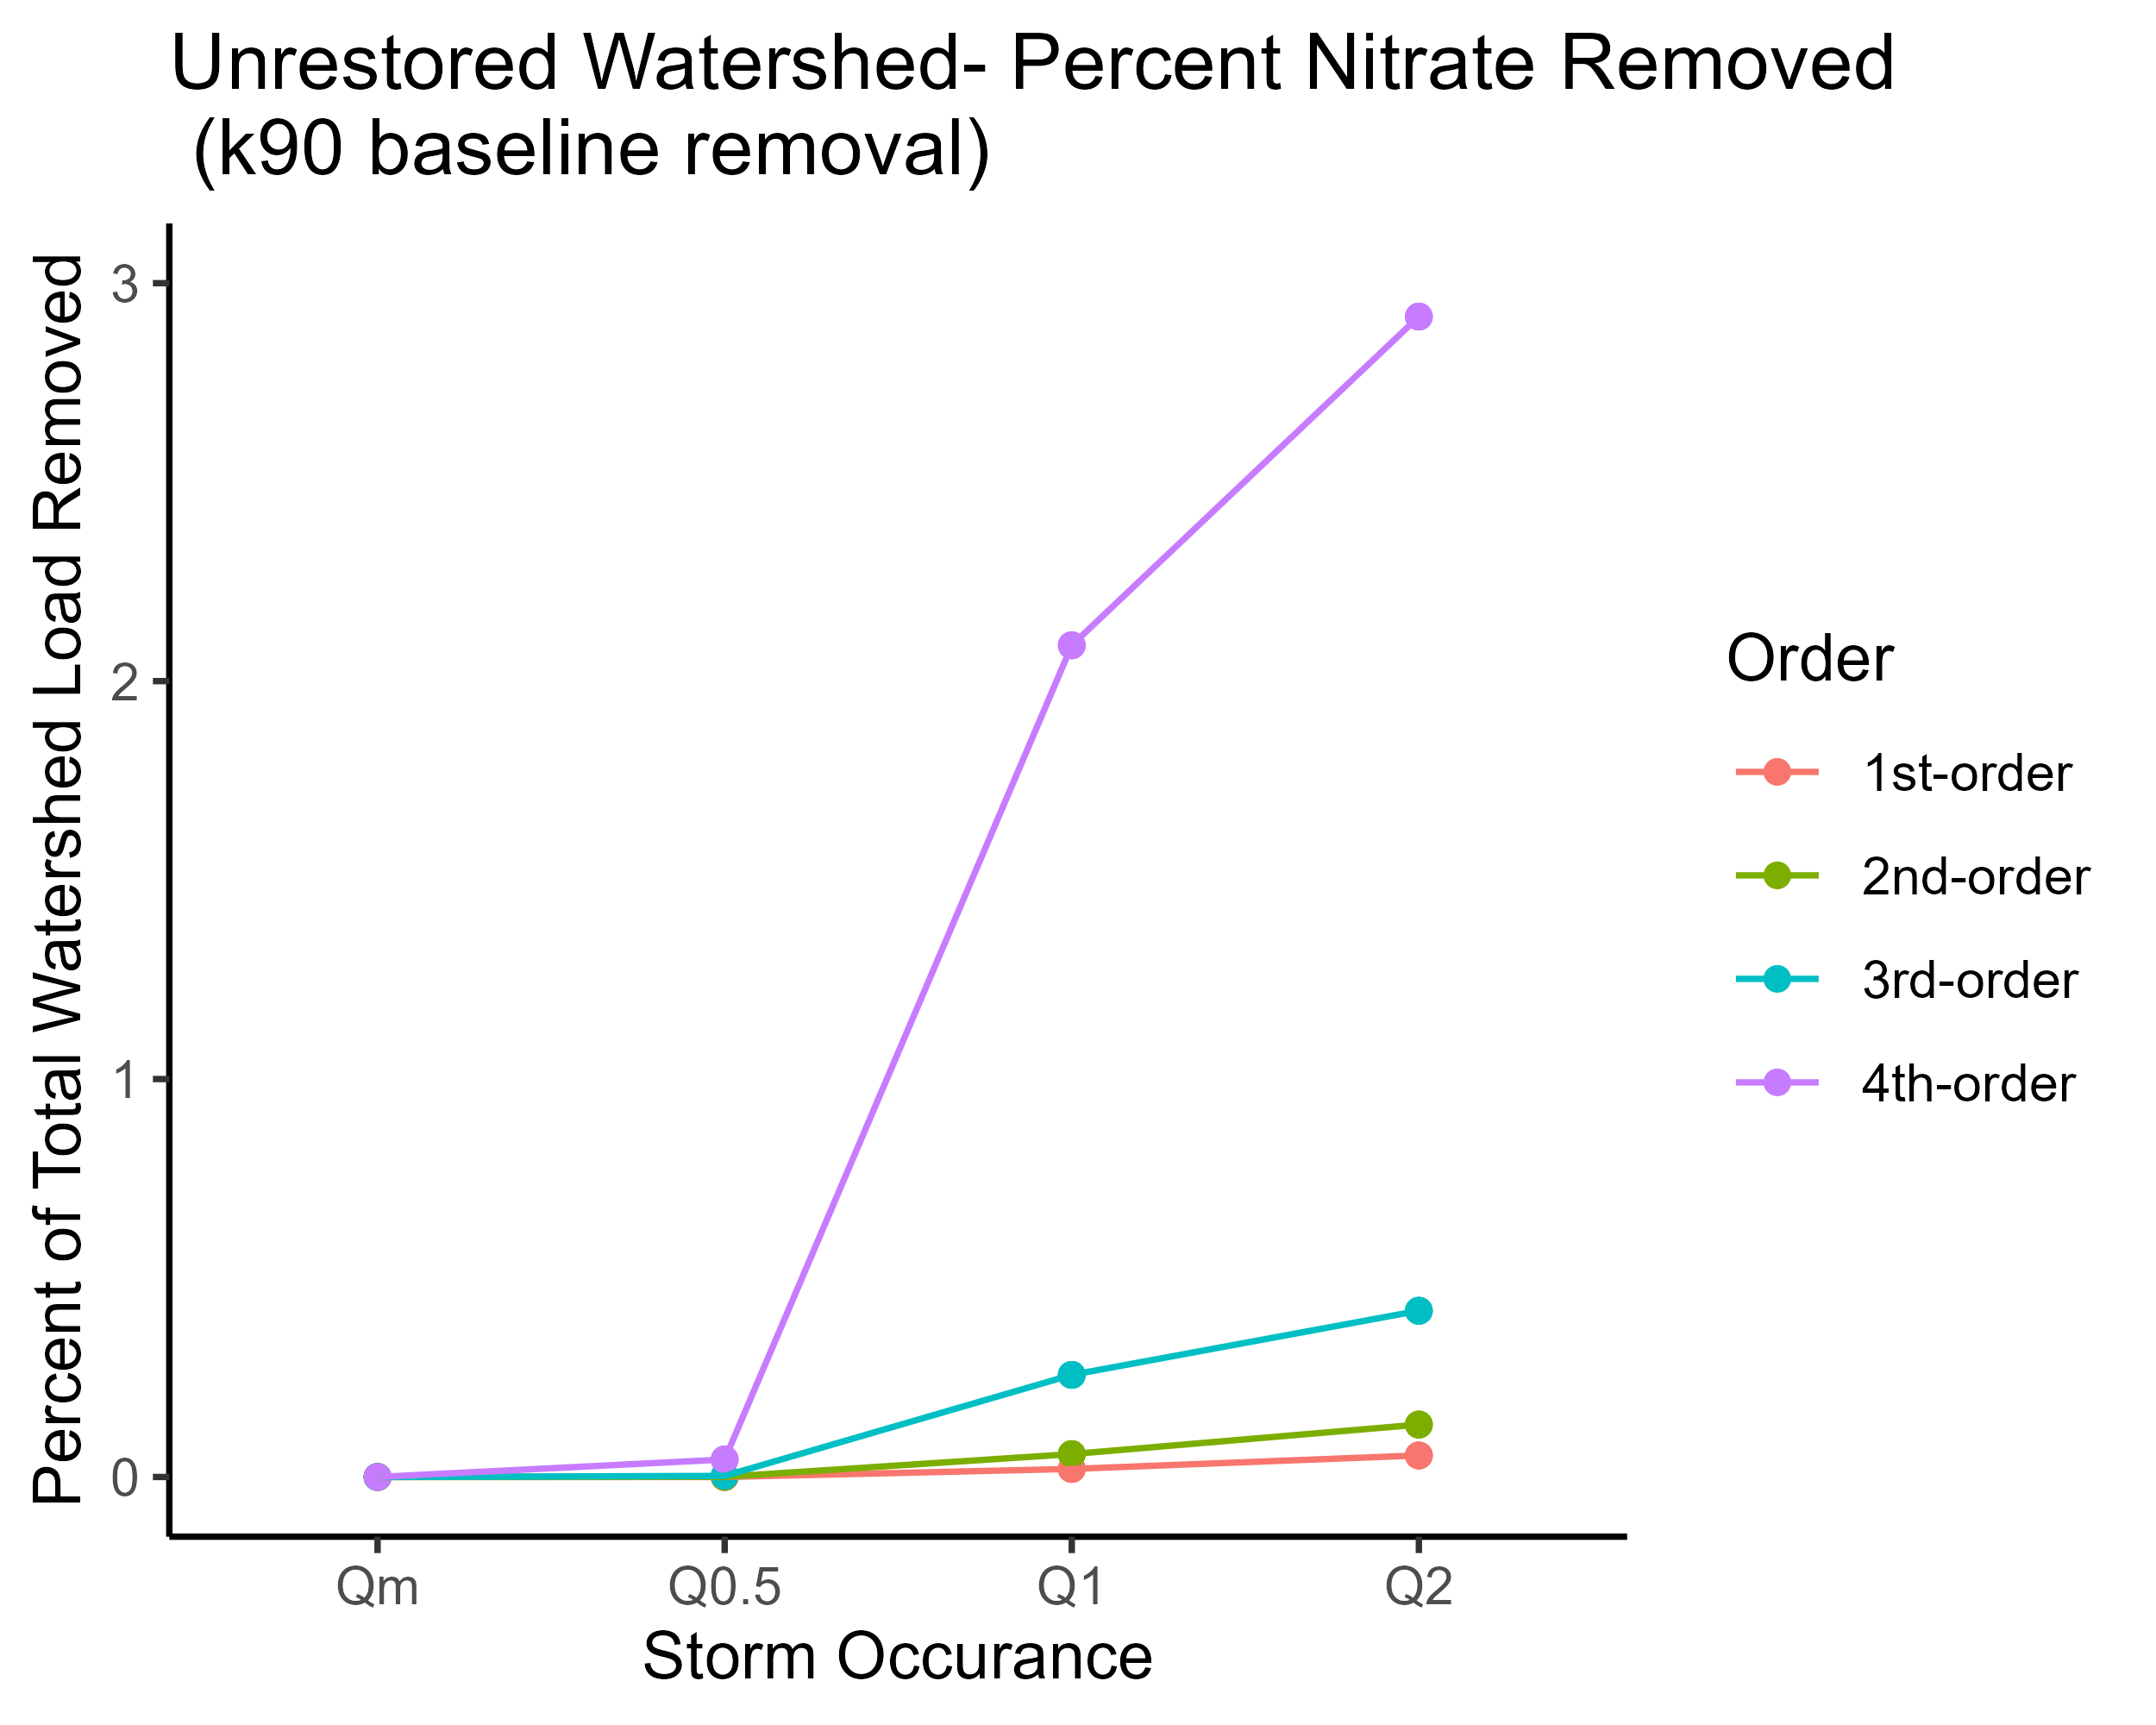 Unrestored Watershed- Percent Nitrate Removed
(k90 baseline removal)
Percent of Total Watershed Load Removed
3
2
1
0
Qm
Q0.5
Q1
Q2
Storm Occurance
Order
1st-order
2nd-order
3rd-order
4th-order